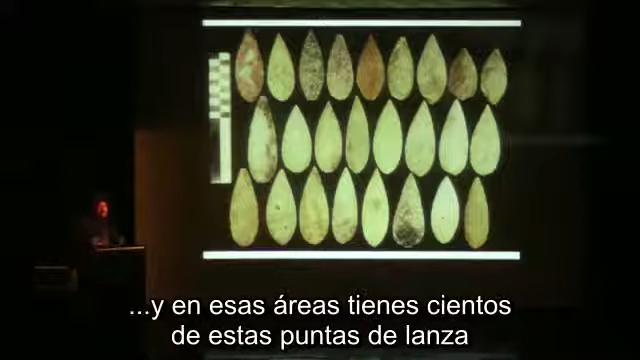 ...y en esas áreas tienes cientos
de estas puntas de lanza